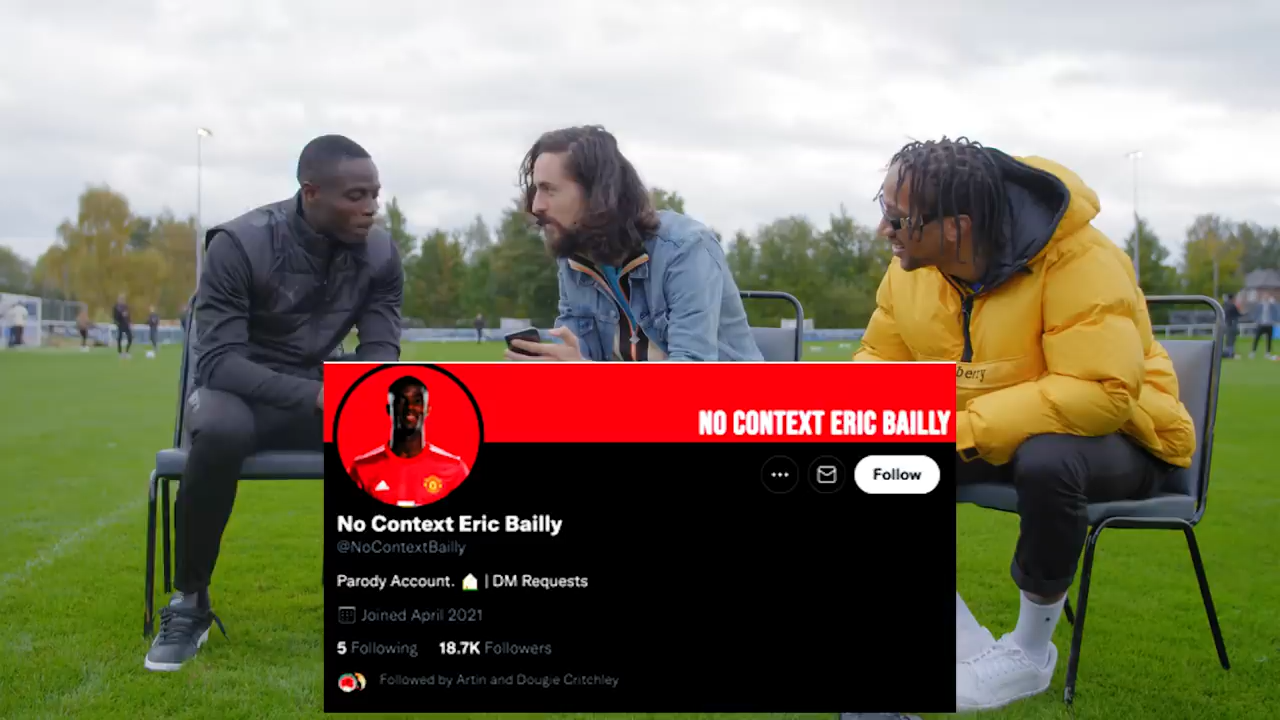 berry
NO CONTEXT ERIC BAILLY
Follow
No Context Eric Bailly
@NoContextBailly
Parody Account. | DM Requests
Joined April 2021
5 Following 18.7K Followers
Followed by Artin and Dougie Critchley